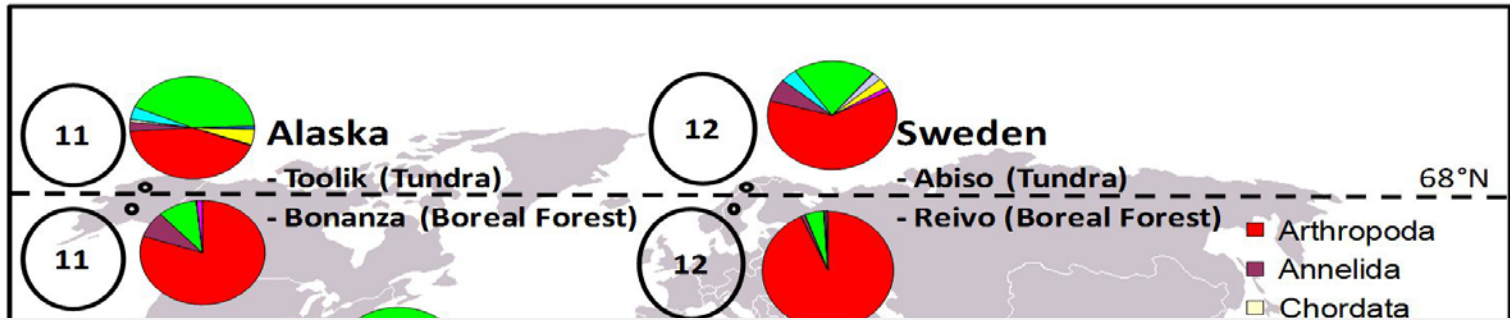 11
Alaska
- Toolik (Tundra)
- Bonanza (Boreal Forest)
11
12
Sweden
- Abiso (Tundra)
- Reivo (Boreal Forest)
12
68°N
Arthropoda
Annelida
Chordata